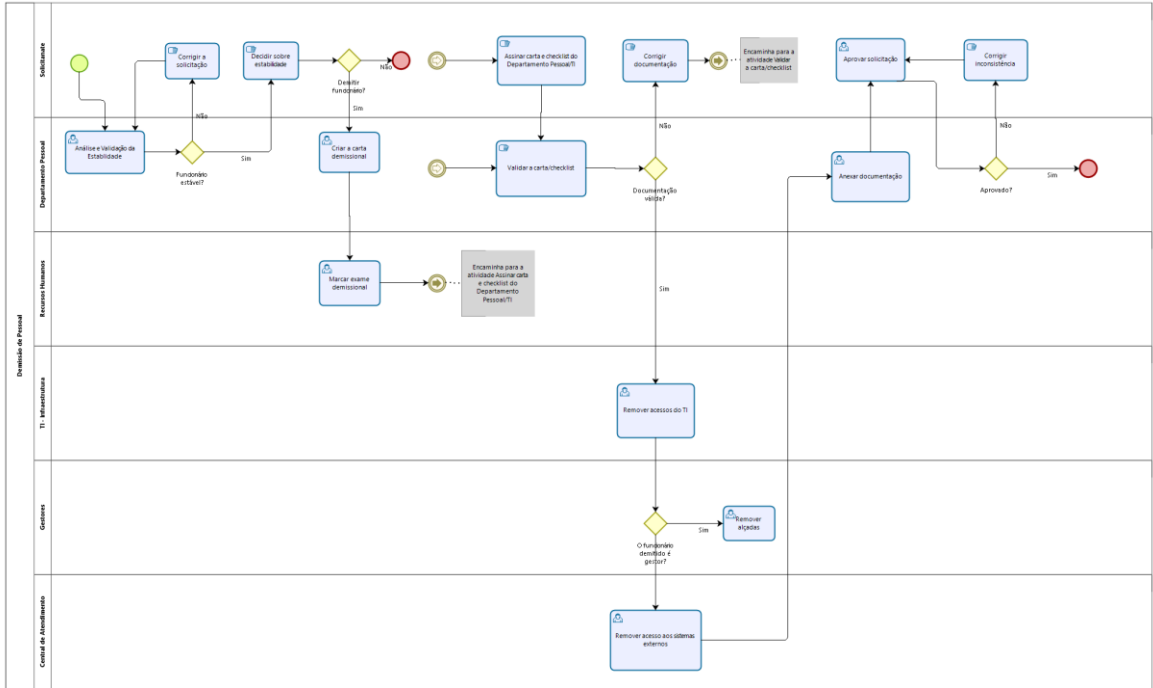 Demissão de Pessoal
Solicitanate
Corrigir a
solicitação
Decidir sobre
estabilidade
Não
Demitir
funcionário?
Sim
Análise e Validação da
Estabilidade
Não
Sim
Funcionário
estável?
Assinar carta e checklist do
Departamento Pessoal/TI
Corrigir
documentação
Encaminha para a
atividade Validar
a carta/checklist
Aprovar solicitação
Corrigir
inconsistência
Departamento Pessoal
Criar a carta
demissional
Validar a carta/checklist
Não
Documentação
válida?
Anexar documentação
Não
Aprovado?
Sim
Recursos Humanos
Marcar exame
demissional
Encaminha para a
atividade Assinar carta
e checklist do
Departamento
Pessoal/TI
Sim
TI - Infraestrutura
Remover acessos do TI
Gestores
Sim
Remover
alçadas
O funcionário
demitido é
gestor?
Central de Atendimento
Remover acesso aos sistemas
externos